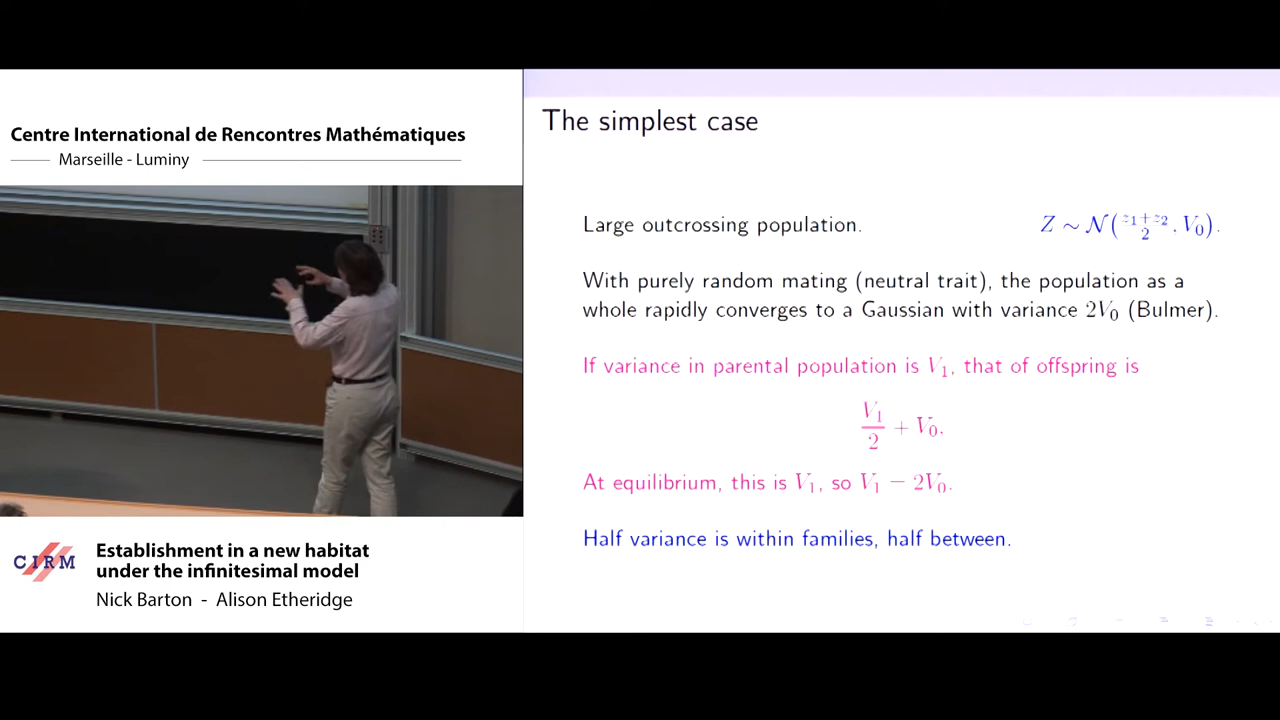 Centre International de Rencontres Mathématiques
Marseille - Luminy
The simplest case
Large outcrossing population. Z ∼ N(z₁+z₂/2, V₀).
With purely random mating (neutral trait), the population as a
whole rapidly converges to a Gaussian with variance 2V₀ (Bulmer).
If variance in parental population is V₁, that of offspring is
V₁/2 + V₀.
At equilibrium, this is V₁, so V₁ = 2V₀.
Half variance is within families, half between.
CIRM
Establishment in a new habitat
under the infinitesimal model
Nick Barton - Alison Etheridge